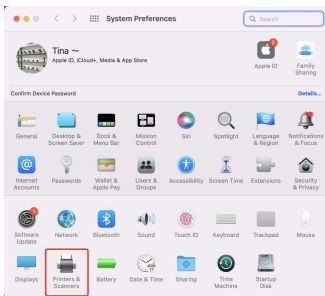 System Preferences
Search
Tina ~
Apple ID, iCloud+, Media & App Store
Apple ID
Family
Sharing
Confirm Device Password
Details...
General
Desktop &
Screen Saver
Dock &
Menu Bar
Mission
Control
Siri
Spotlight
Language
& Region
Notifications
& Focus
Internet
Accounts
Passwords
Wallet &
Apple Pay
Users &
Groups
Accessibility
Screen Time
Extensions
Security
& Privacy
Software
Update
Network
Bluetooth
Sound
Touch ID
Keyboard
Trackpad
Mouse
Displays
Printers &
Scanners
Battery
Date & Time
Sharing
Time
Machine
Startup
Disk